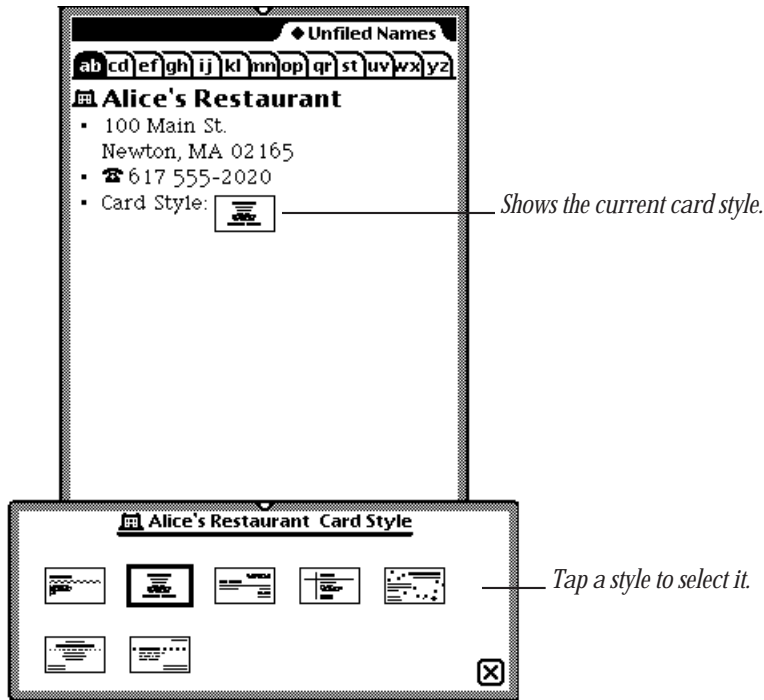 ◆ Unfiled Names
ab cd ef gh ij kl mn op qr st uv wx yz
Alice's Restaurant
• 100 Main St.
Newton, MA 02165
• ☎ 617 555-2020
• Card Style:
Shows the current card style.
Alice's Restaurant Card Style
Tap a style to select it.